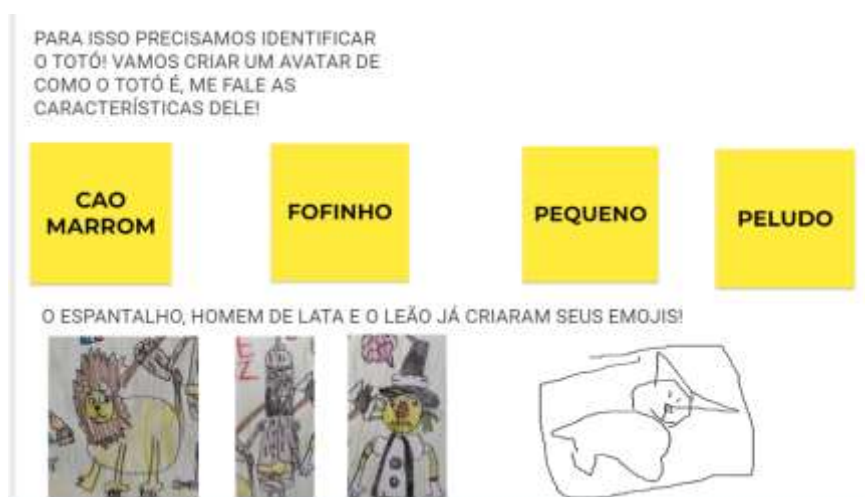 PARA ISSO PRECISAMOS IDENTIFICAR
O TOTÓ! VAMOS CRIAR UM AVATAR DE
COMO O TOTÓ É, ME FALE AS
CARACTERÍSTICAS DELE!
CAO
MARROM
FOFINHO
PEQUENO
PELUDO
O ESPANTALHO, HOMEM DE LATA E O LEÃO JÁ CRIARAM SEUS EMOJIS!
E
Z